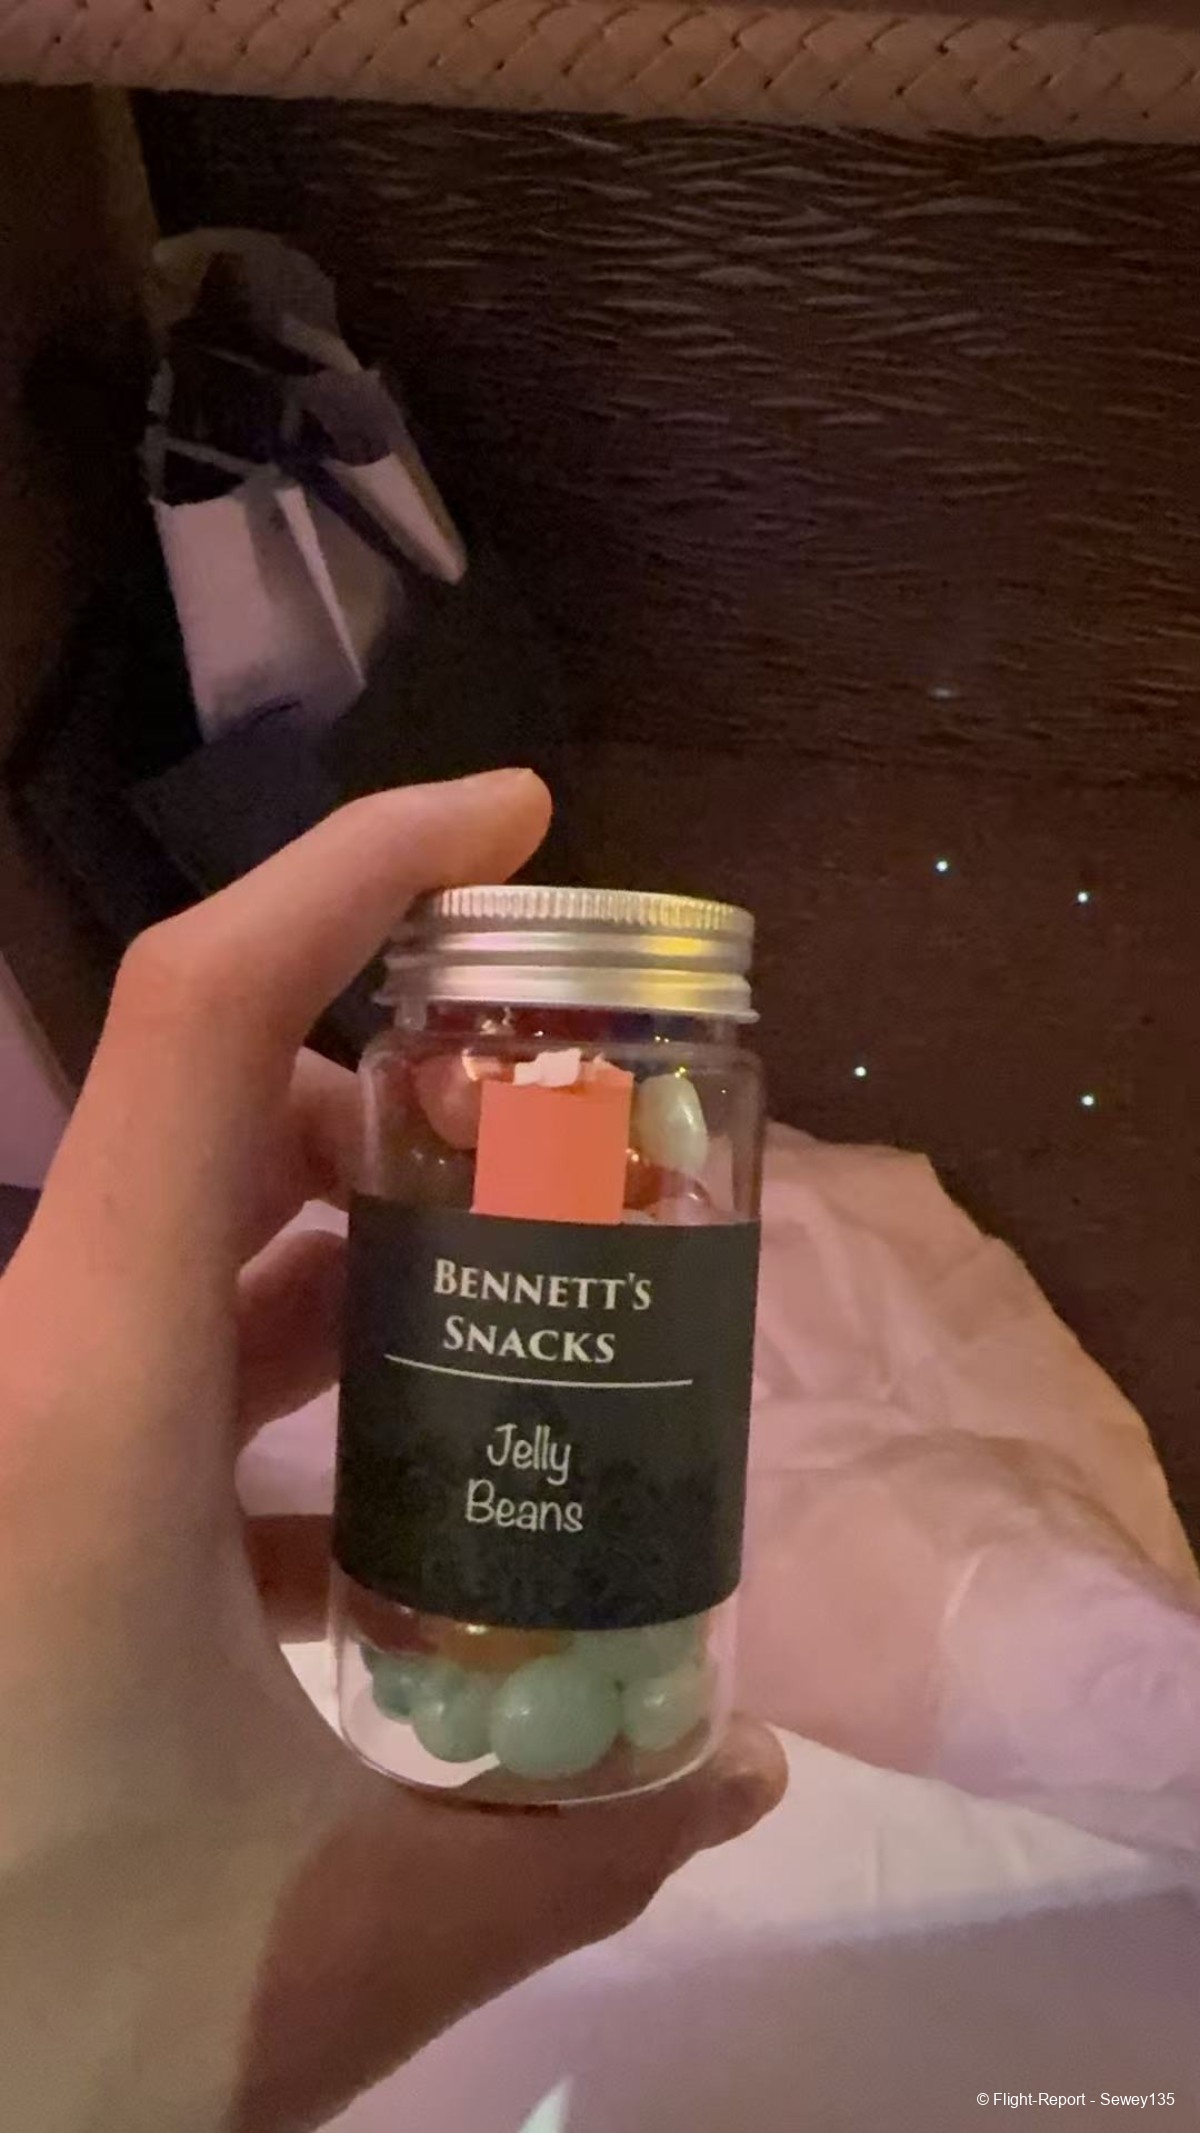 BENNETT'S
SNACKS
Jelly
Beans
© Flight-Report - Sewey135